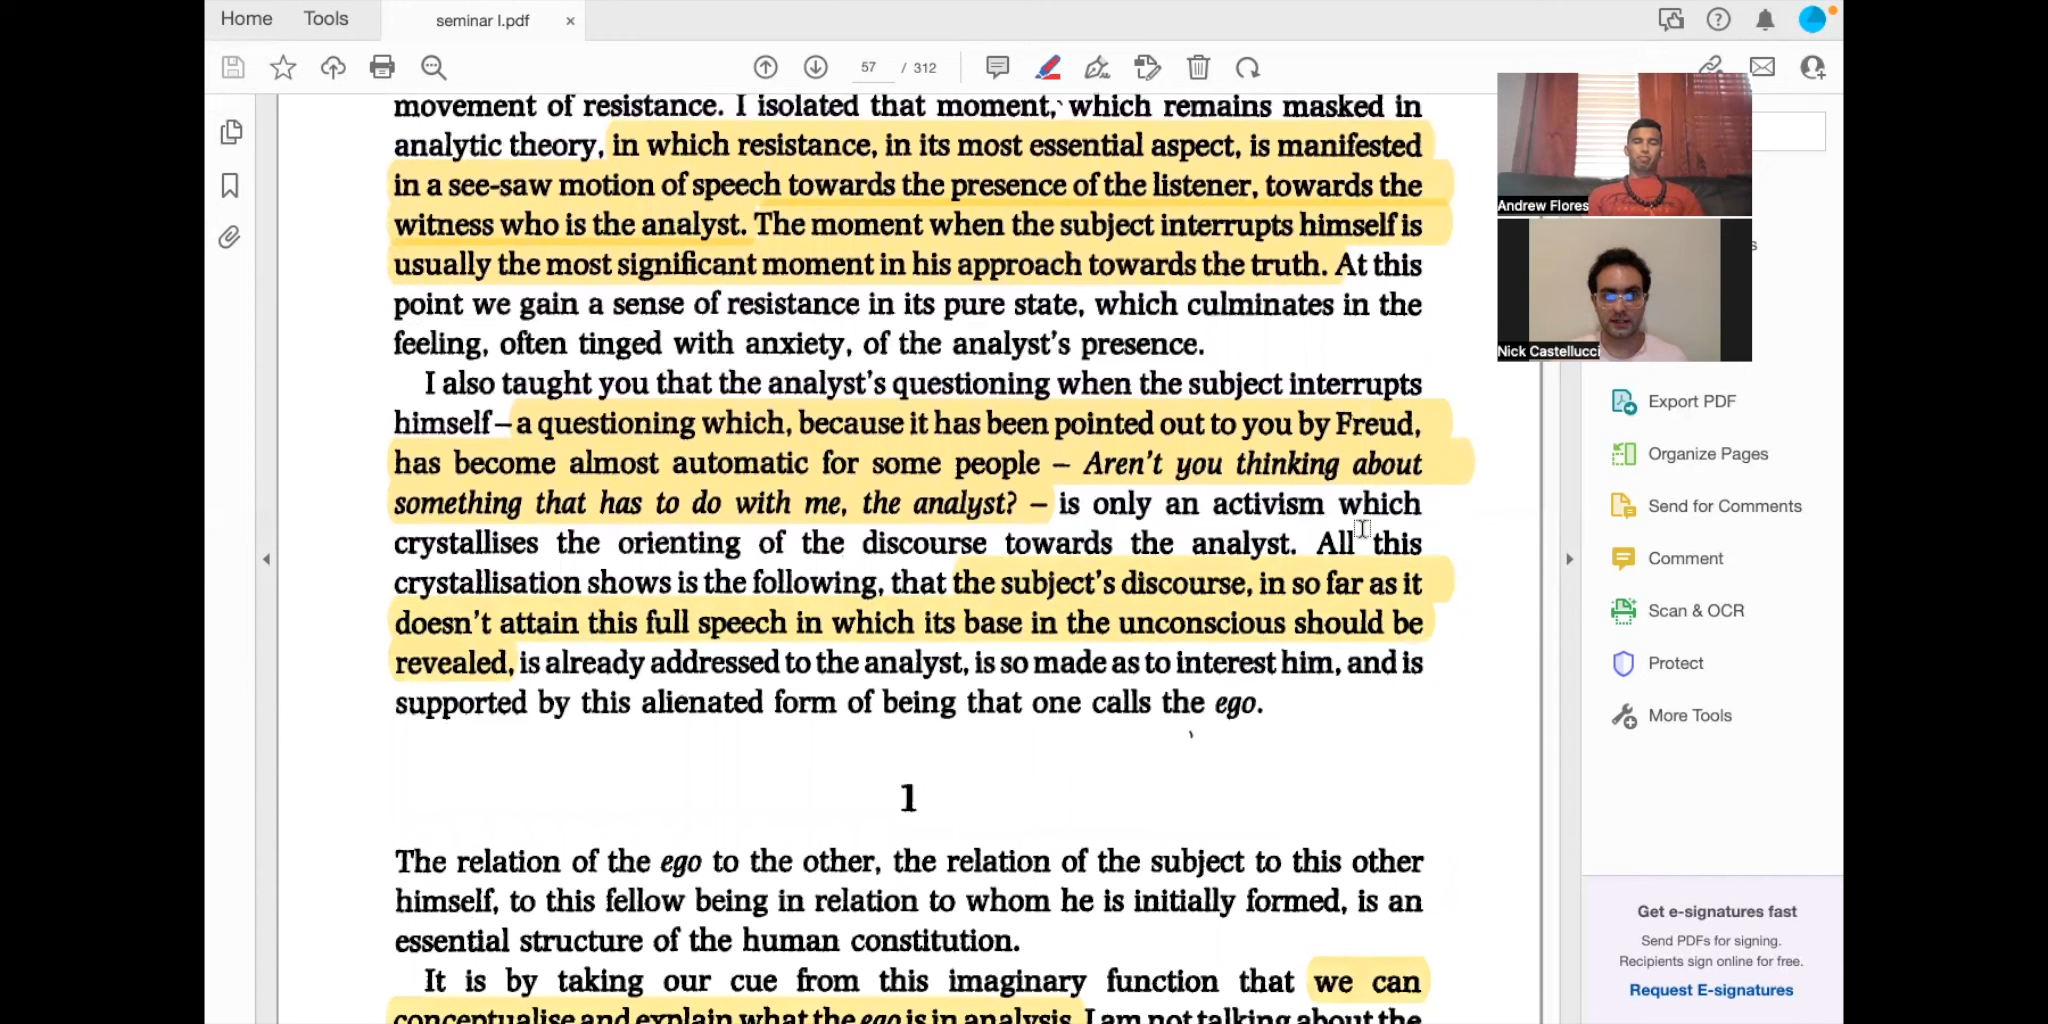 Home Tools seminar I.pdf ×
57 / 312
movement of resistance. I isolated that moment, which remains masked in
analytic theory, in which resistance, in its most essential aspect, is manifested
in a see-saw motion of speech towards the presence of the listener, towards the
witness who is the analyst. The moment when the subject interrupts himself is
usually the most significant moment in his approach towards the truth. At this
point we gain a sense of resistance in its pure state, which culminates in the
feeling, often tinged with anxiety, of the analyst's presence.
I also taught you that the analyst's questioning when the subject interrupts
himself – a questioning which, because it has been pointed out to you by Freud,
has become almost automatic for some people – Aren't you thinking about
something that has to do with me, the analyst? – is only an activism which
crystallises the orienting of the discourse towards the analyst. All this
crystallisation shows is the following, that the subject's discourse, in so far as it
doesn't attain this full speech in which its base in the unconscious should be
revealed, is already addressed to the analyst, is so made as to interest him, and is
supported by this alienated form of being that one calls the ego.
1
The relation of the ego to the other, the relation of the subject to this other
himself, to this fellow being in relation to whom he is initially formed, is an
essential structure of the human constitution.
It is by taking our cue from this imaginary function that we can
conceptualise and explain what the ego is in analysis. I am not talking about the
Andrew Flores
Nick Castellucci
Export PDF
Organize Pages
Send for Comments
Comment
Scan & OCR
Protect
More Tools
Get e-signatures fast
Send PDFs for signing.
Recipients sign online for free.
Request E-signatures